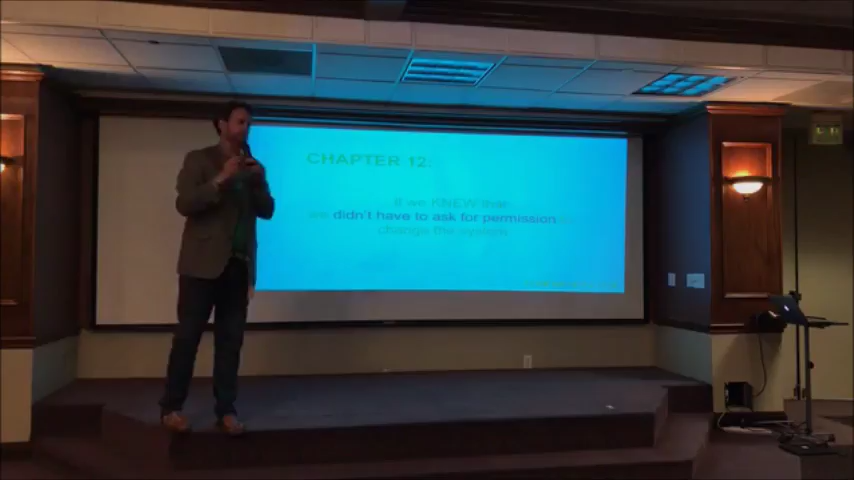 CHAPTER 12:
if we KNEW that
we didn't have to ask for permission to
change the system